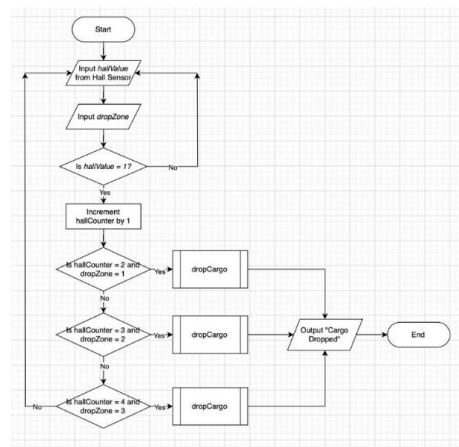 Start
Input hallValue
from Hall Sensor
Input dropZone
Is hallValue = 1?
No
Yes
Increment
hallCounter by 1
Is hallCounter = 2 and
dropZone = 1
Yes
dropCargo
No
Is hallCounter = 3 and
dropZone = 2
Yes
dropCargo
Output "Cargo
Dropped"
End
No
Is hallCounter = 4 and
dropZone = 3
No
Yes
dropCargo